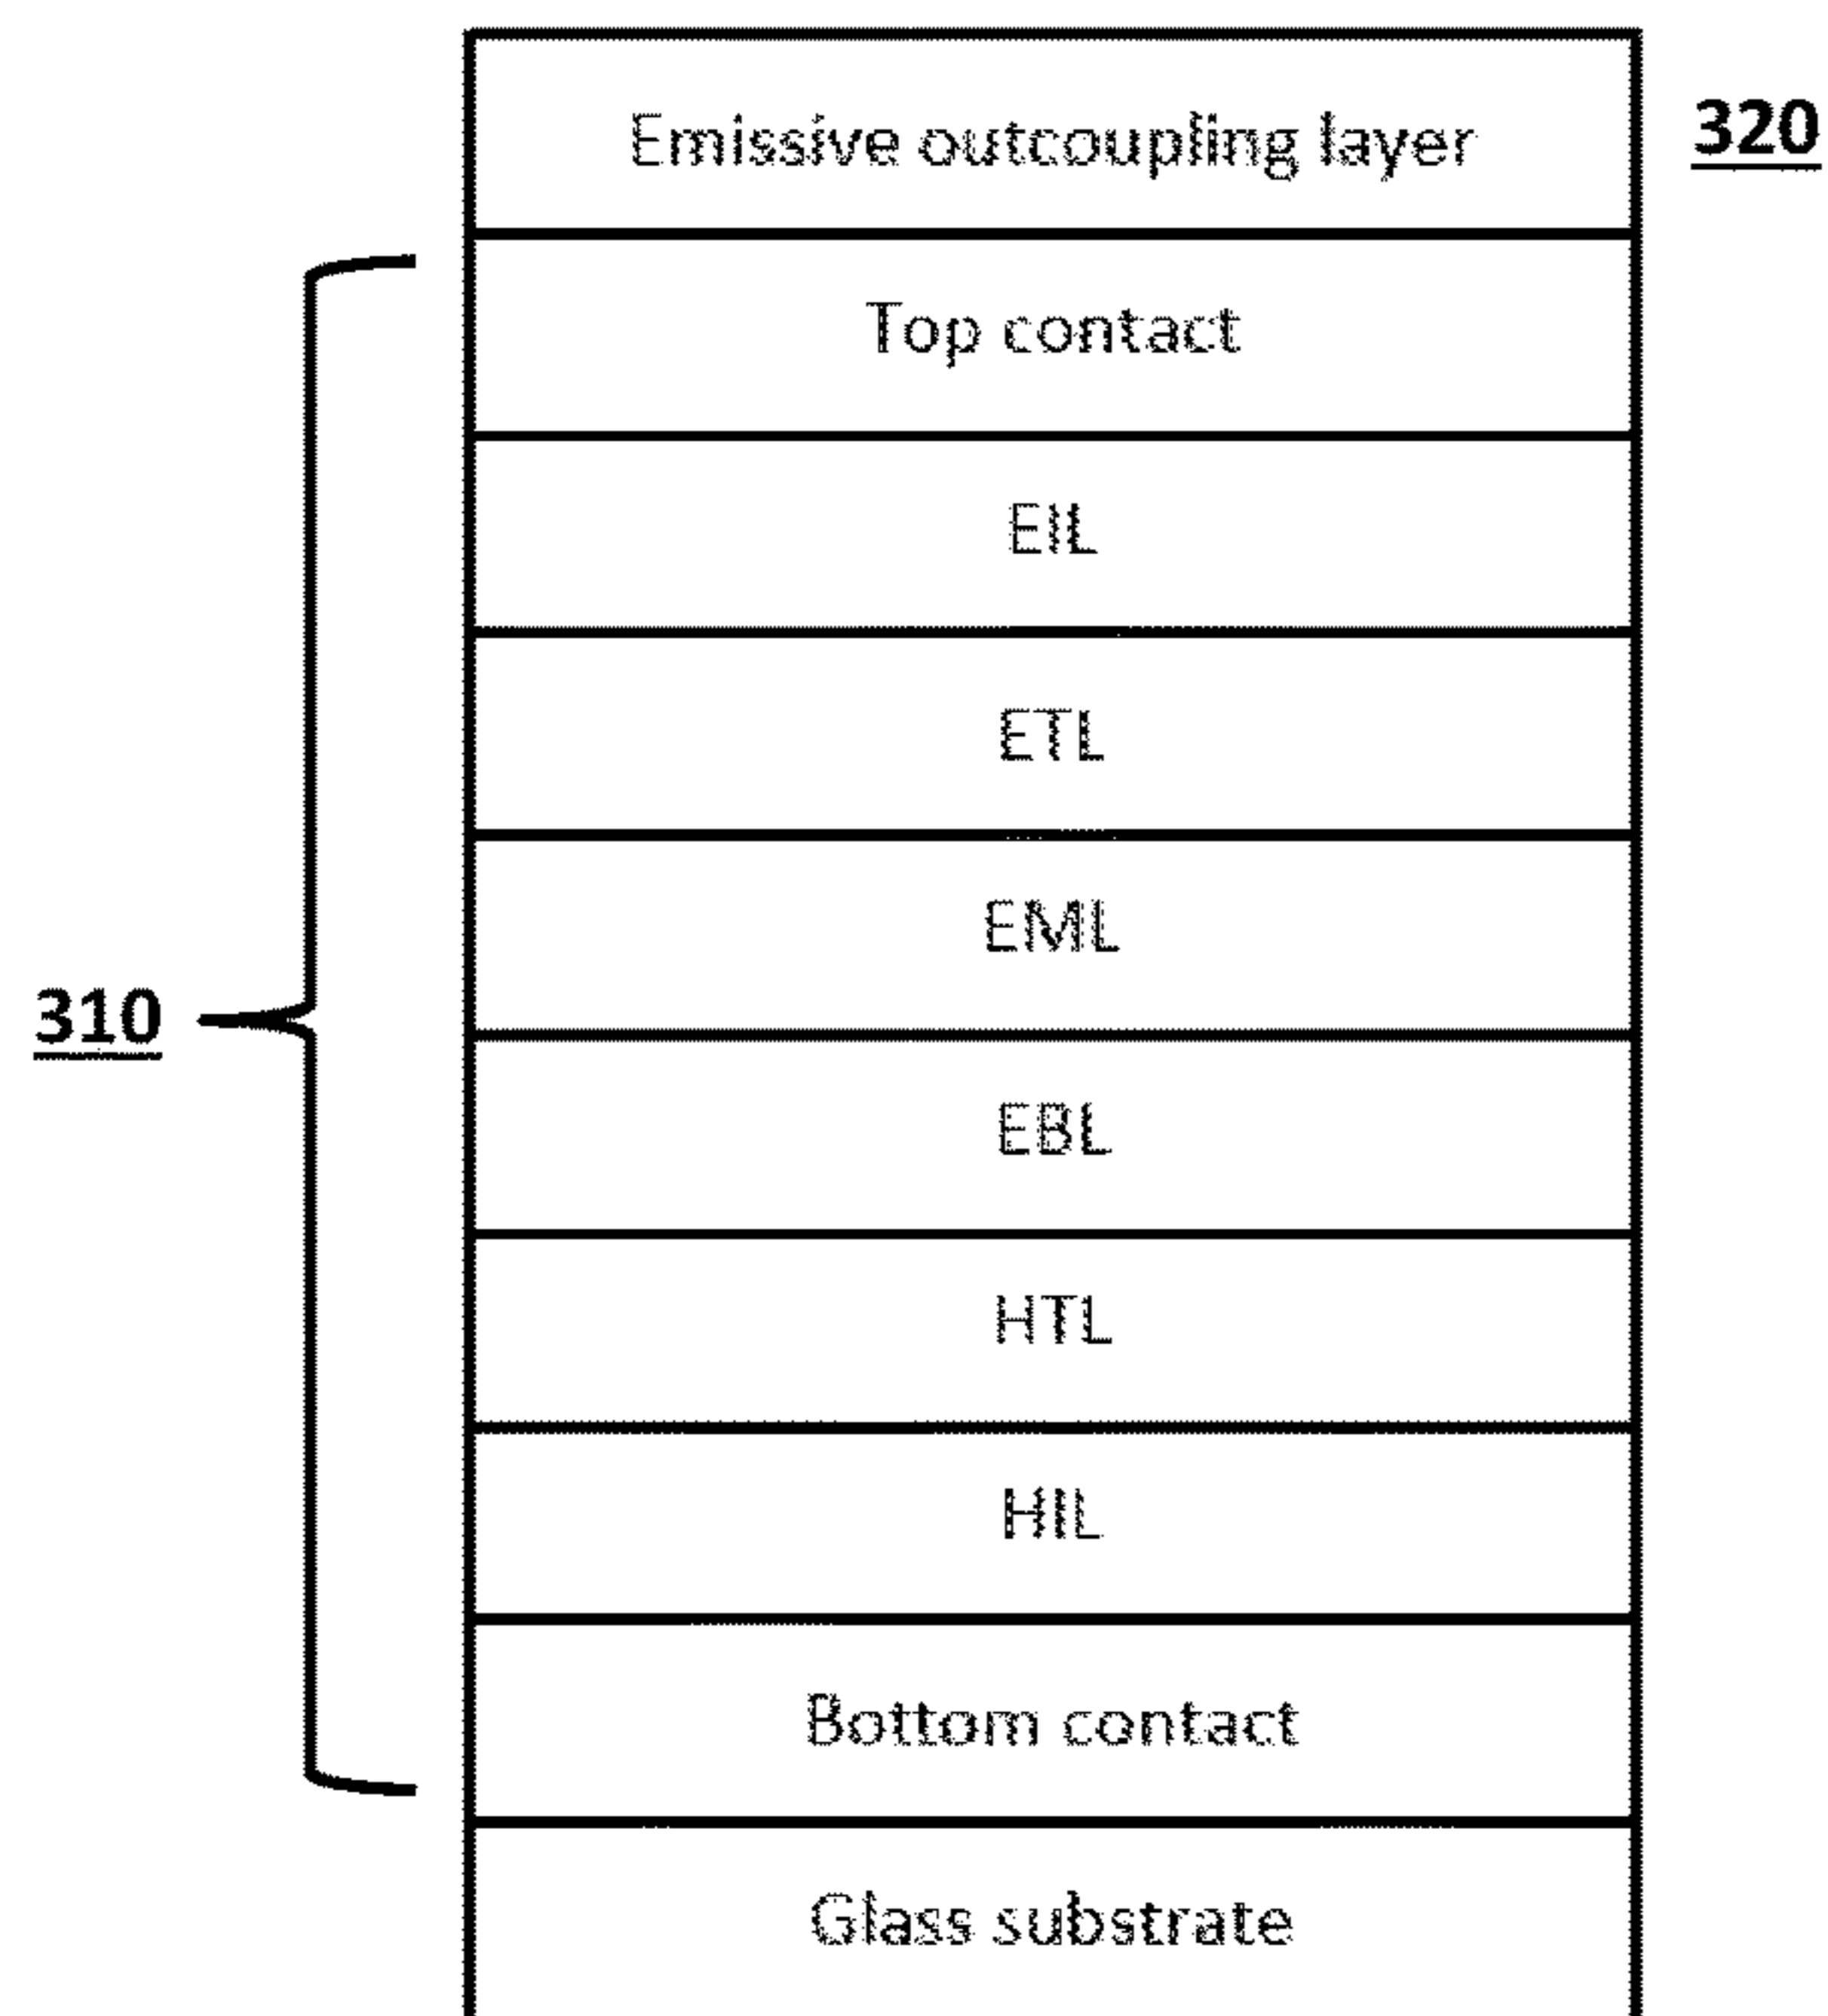 Emissive outcoupling layer
320
Top contact
EIL
ETL
EML
310
EBL
HTL
HIL
Bottom contact
Glass substrate